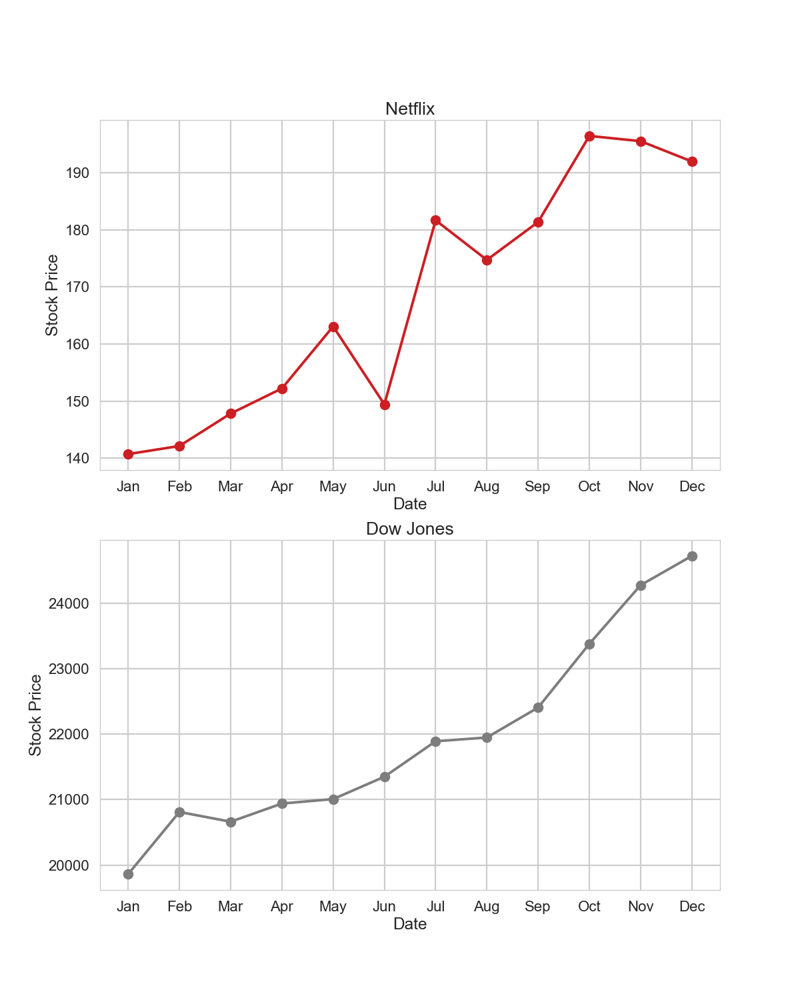 Netflix
190
180
170
160
150
140
Stock Price
Jan Feb Mar Apr May Jun Jul Aug Sep Oct Nov Dec
Date
Dow Jones
24000
23000
22000
21000
20000
Stock Price
Jan Feb Mar Apr May Jun Jul Aug Sep Oct Nov Dec
Date